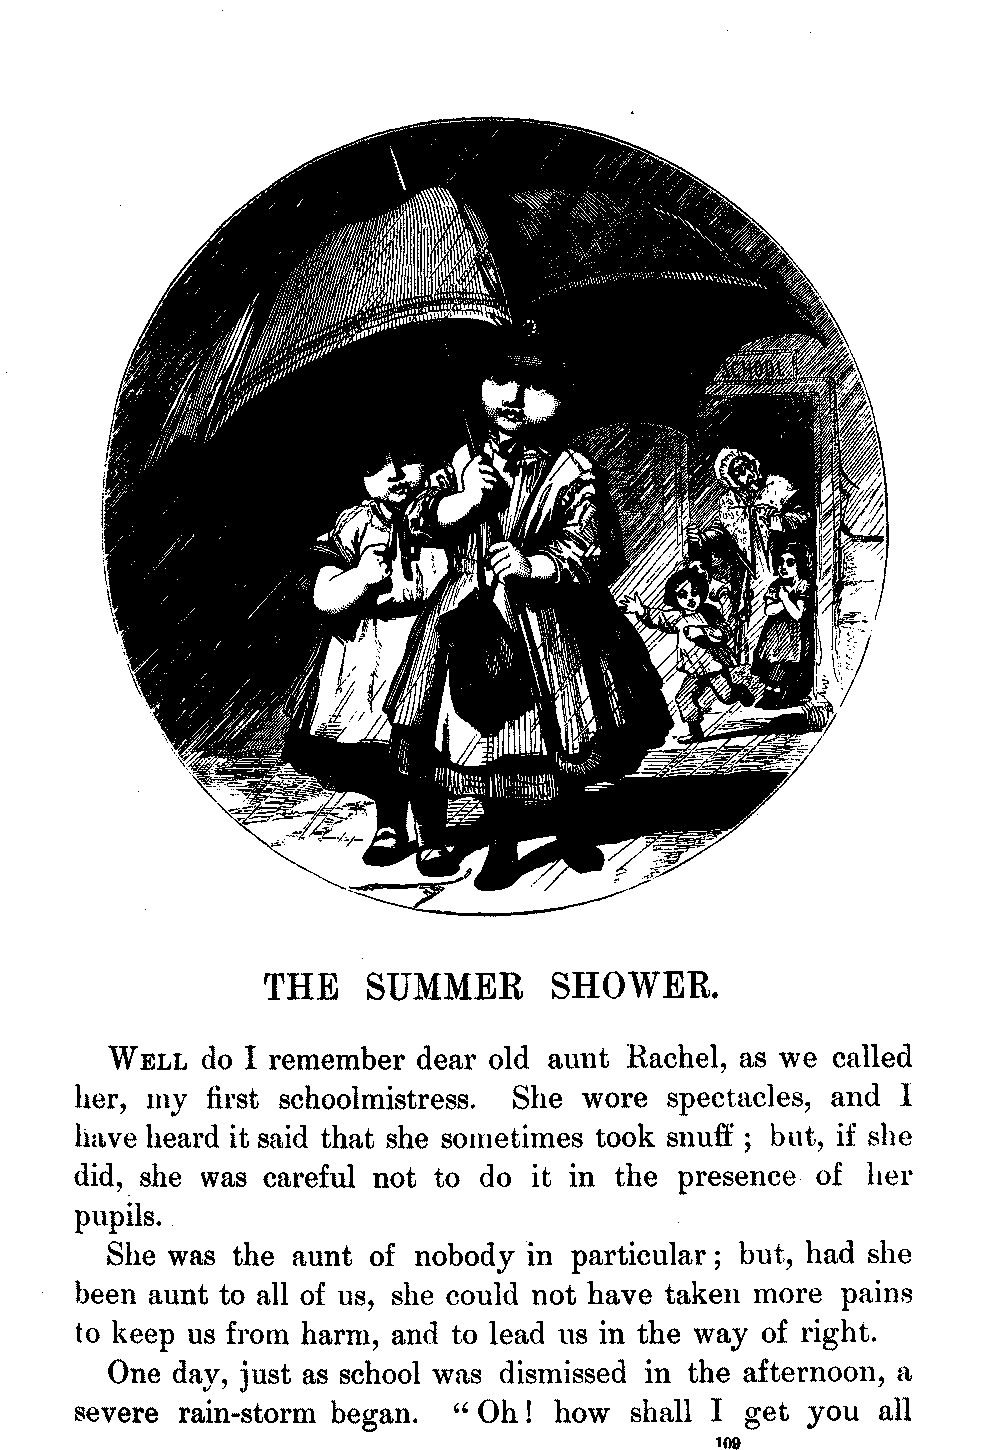 SCHOOL
THE SUMMER SHOWER.
WELL do I remember dear old aunt Rachel, as we called
her, my first schoolmistress. She wore spectacles, and I
have heard it said that she sometimes took snuff ; but, if she
did, she was careful not to do it in the presence of her
pupils.
She was the aunt of nobody in particular ; but, had she
been aunt to all of us, she could not have taken more pains
to keep us from harm, and to lead us in the way of right.
One day, just as school was dismissed in the afternoon, a
severe rain-storm began. “ Oh ! how shall I get you all
109